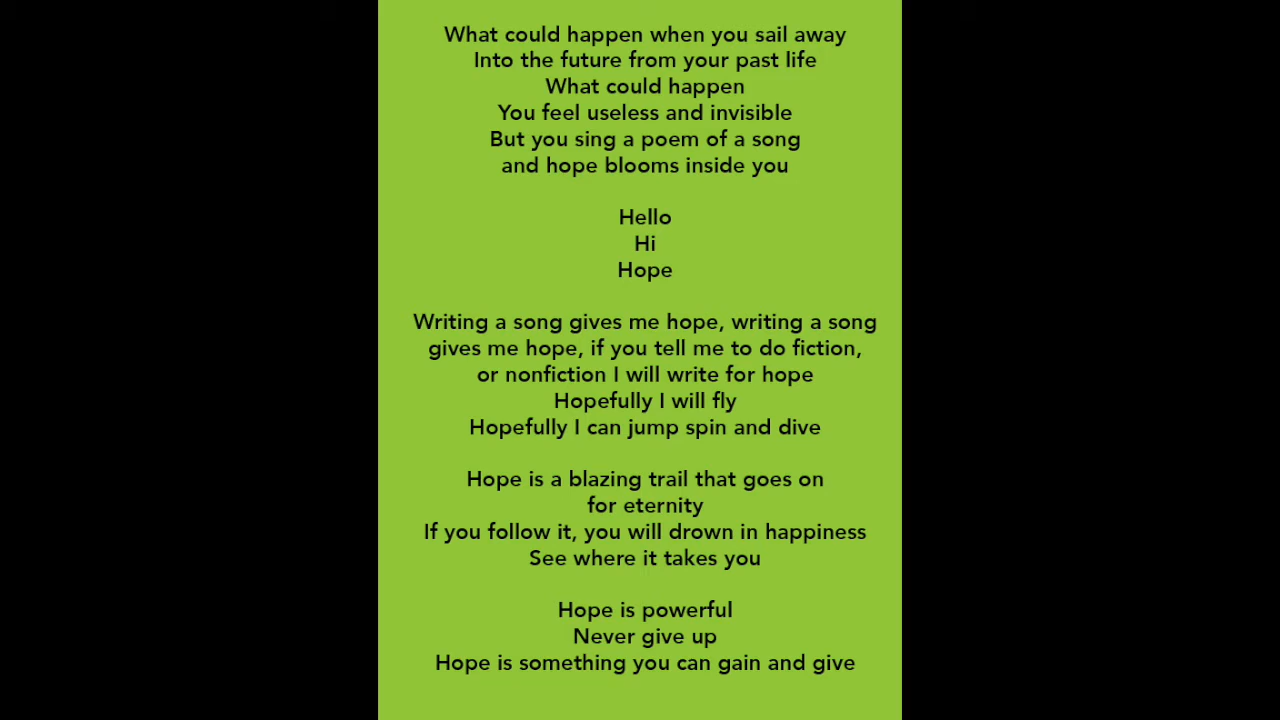 What could happen when you sail away
Into the future from your past life
What could happen
You feel useless and invisible
But you sing a poem of a song
and hope blooms inside you
Hello
Hi
Hope
Writing a song gives me hope, writing a song
gives me hope, if you tell me to do fiction,
or nonfiction I will write for hope
Hopefully I will fly
Hopefully I can jump spin and dive
Hope is a blazing trail that goes on
for eternity
If you follow it, you will drown in happiness
See where it takes you
Hope is powerful
Never give up
Hope is something you can gain and give